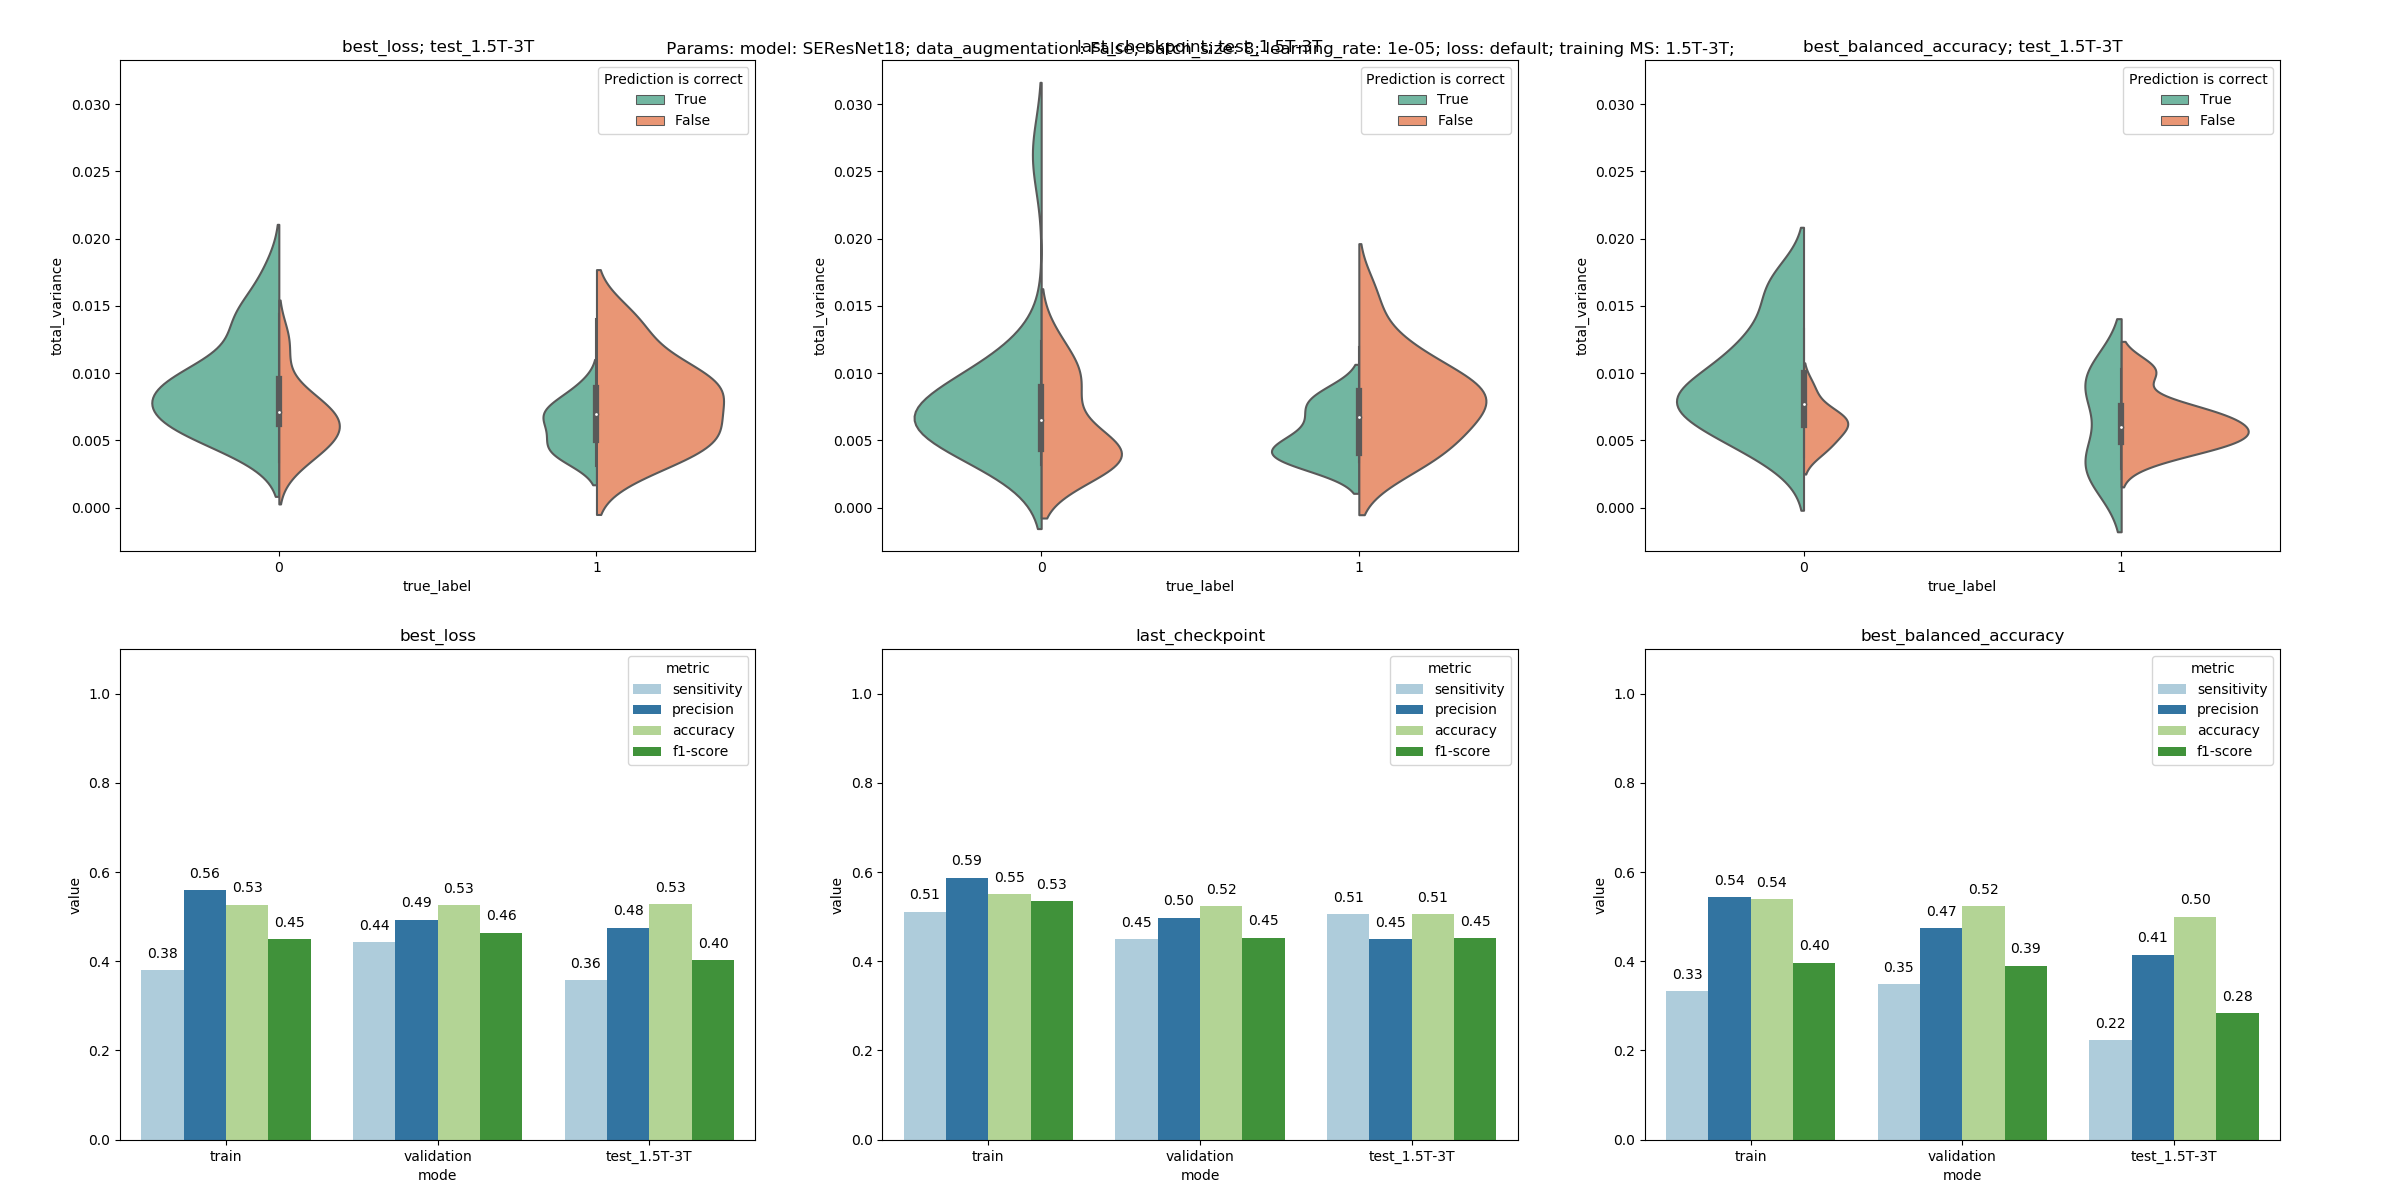 best_loss; test_1.5T-3T
Params: model: SEResNet18; data_augmentation: False; batch size: 8; learning_rate: 1e-05; loss: default; training MS: 1.5T-3T;
last_checkpoint; test_1.5T-3T
best_balanced_accuracy; test_1.5T-3T
Prediction is correct
True
False
0.030
0.025
0.020
0.015
0.010
0.005
0.000
total_variance
0 1
true_label
Prediction is correct
True
False
0.030
0.025
0.020
0.015
0.010
0.005
0.000
total_variance
0 1
true_label
Prediction is correct
True
False
0.030
0.025
0.020
0.015
0.010
0.005
0.000
total_variance
0 1
true_label
best_loss
metric
sensitivity
precision
accuracy
f1-score
1.0
0.8
0.6
0.4
0.2
0.0
value
0.38 0.56 0.53 0.45 0.44 0.49 0.53 0.46 0.36 0.48 0.53 0.40
train validation test_1.5T-3T
mode
last_checkpoint
metric
sensitivity
precision
accuracy
f1-score
1.0
0.8
0.6
0.4
0.2
0.0
value
0.51 0.59 0.55 0.53 0.45 0.50 0.52 0.45 0.51 0.45 0.51 0.45
train validation test_1.5T-3T
mode
best_balanced_accuracy
metric
sensitivity
precision
accuracy
f1-score
1.0
0.8
0.6
0.4
0.2
0.0
value
0.33 0.54 0.54 0.40 0.35 0.47 0.52 0.39 0.22 0.41 0.50 0.28
train validation test_1.5T-3T
mode